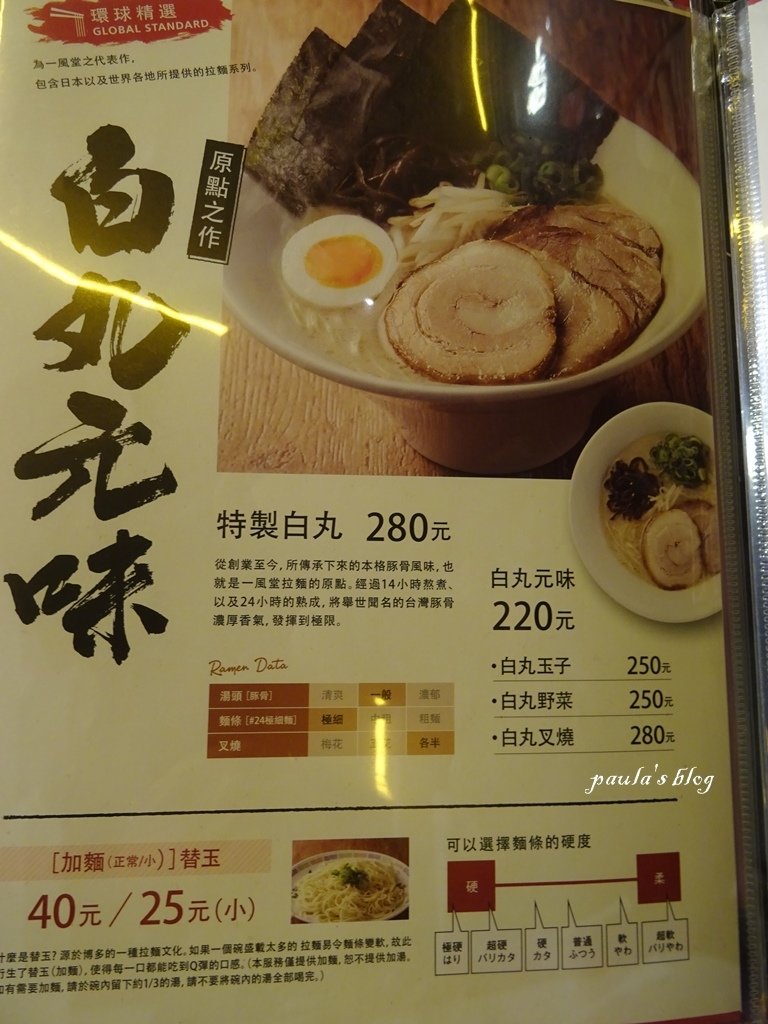 環球精選
GLOBAL STANDARD
為一風堂之代表作,
包含日本以及世界各地所提供的拉麵系列。
原點之作
白丸元味
特製白丸 280元
從創業至今,所傳承下來的本格豚骨風味,也
就是一風堂拉麵的原點。經過14小時熬煮、
以及24小時的熟成,將舉世聞名的台灣豚骨
濃厚香氣,發揮到極限。
白丸元味
220元
•白丸玉子 250元
•白丸野菜 250元
•白丸叉燒 280元
Ramen Data
湯頭[豚骨] 清爽 一般 濃郁
麵條[#24極細麵] 極細 粗麵
叉燒 梅花 各半
paula's blog
[加麵(正常/小)]替玉
40元/25元(小)
什麼是替玉?源於博多的一種拉麵文化。如果一個碗盛載太多的 拉麵易令麵條變軟,故此
衍生了替玉(加麵),使得每一口都能吃到Q彈的口感。(本服務僅提供加麵,恕不提供加湯。
如有需要加麵,請於碗內留下約1/3的湯,請不要將碗內的湯全部喝完。)
可以選擇麵條的硬度
硬 柔
極硬 超硬 硬 普通 軟 超軟
はり バリカタ カタ ふつう やわ バリやわ